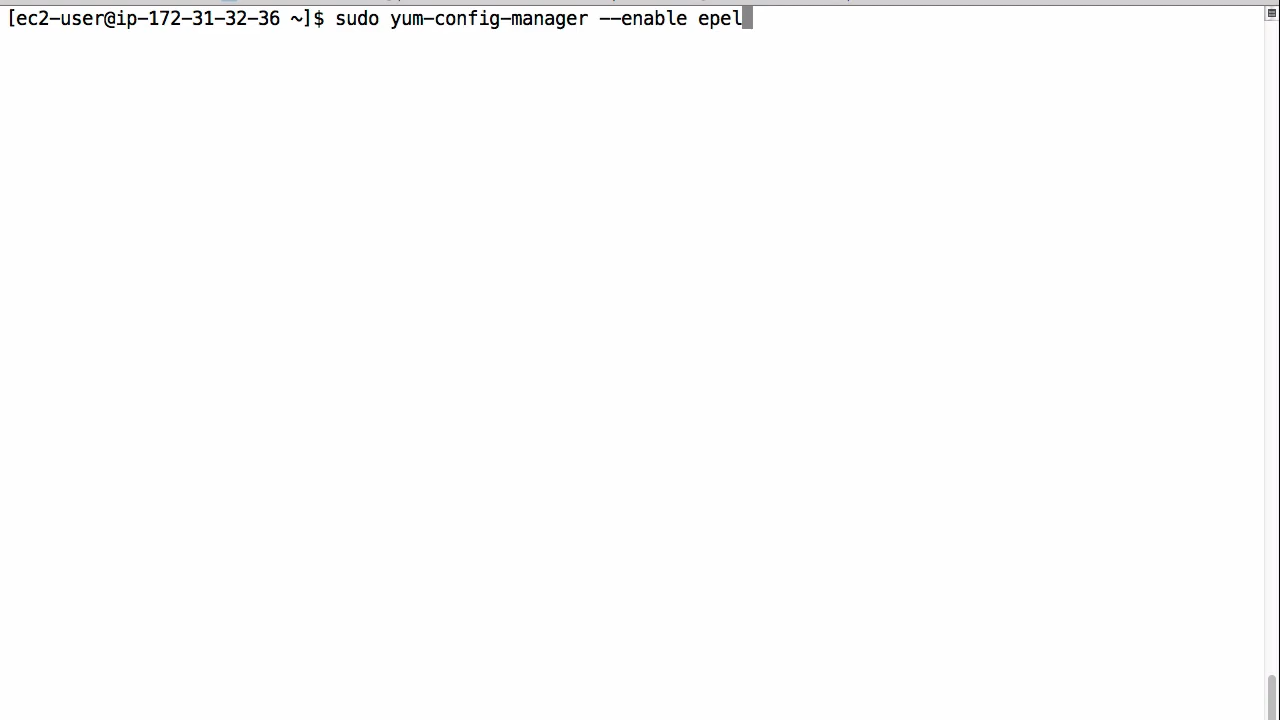 [ec2-user@ip-172-31-32-36 ~]$ sudo yum-config-manager --enable epel